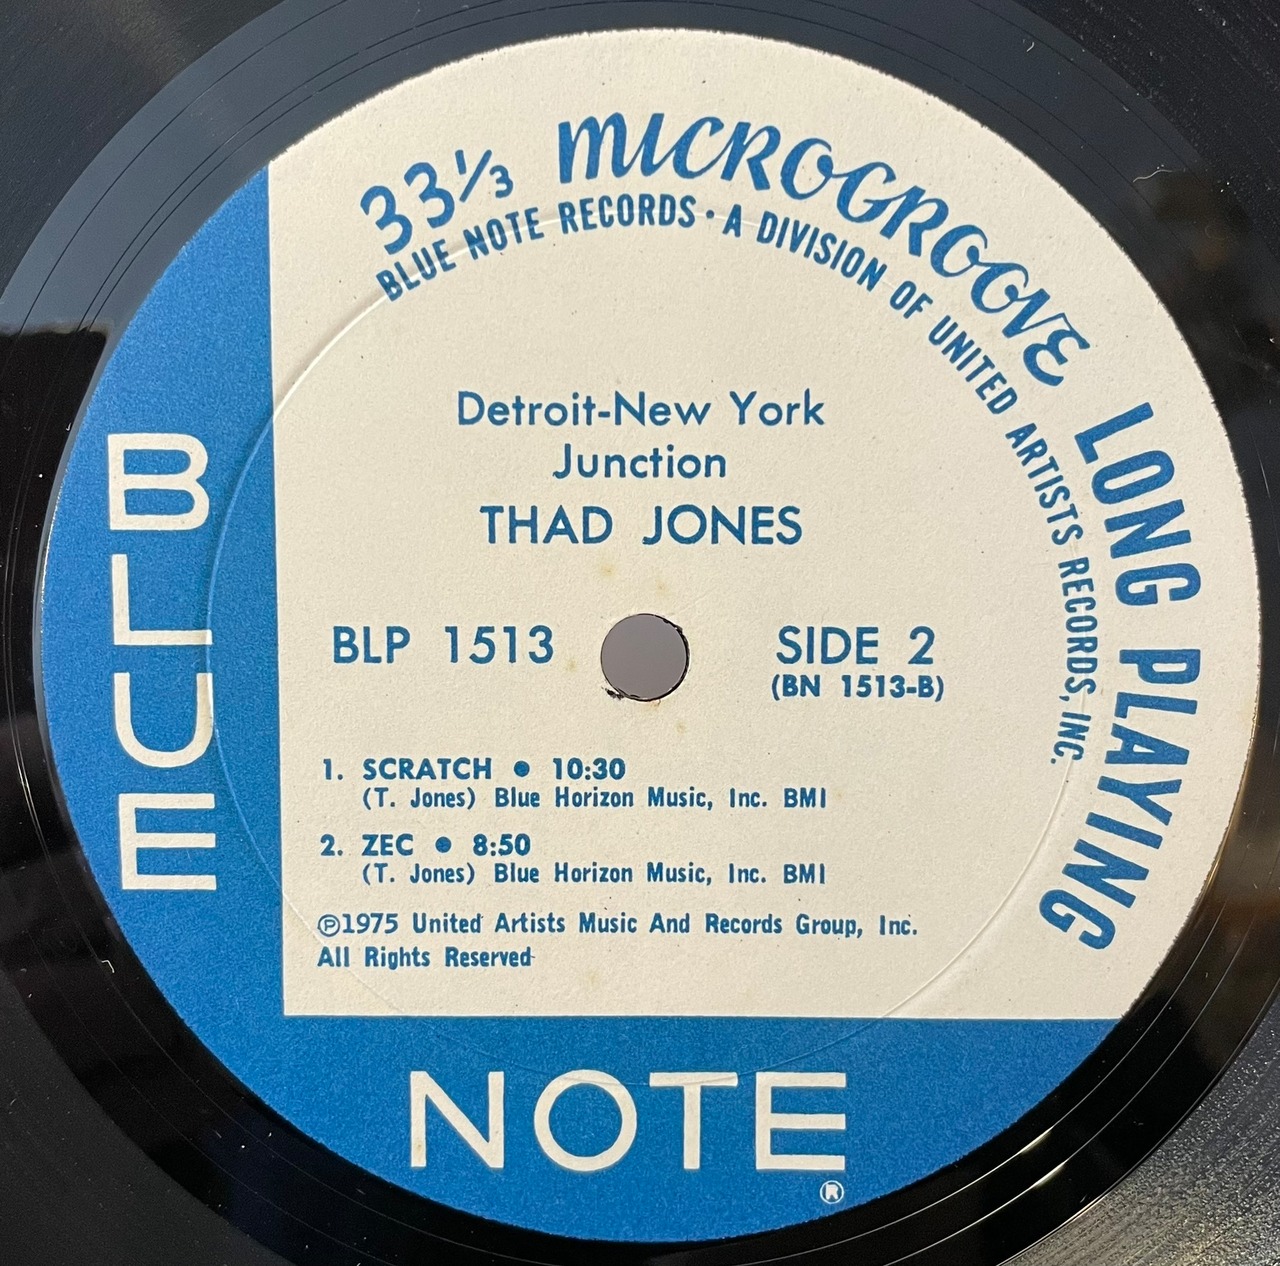 33⅓ MICROGROOVE LONG PLAYING
BLUE NOTE RECORDS · A DIVISION OF UNITED ARTISTS RECORDS, INC.
Detroit-New York
Junction
THAD JONES
BLP 1513
SIDE 2
(BN 1513-B)
1. SCRATCH ● 10:30
(T. Jones) Blue Horizon Music, Inc. BMI
2. ZEC ● 8:50
(T. Jones) Blue Horizon Music, Inc. BMI
℗1975 United Artists Music And Records Group, Inc.
All Rights Reserved
BLUE
NOTE®